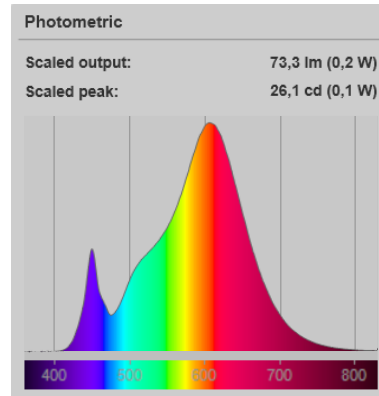 Photometric
Scaled output: 73,3 lm (0,2 W)
Scaled peak: 26,1 cd (0,1 W)
400 500 600 700 800